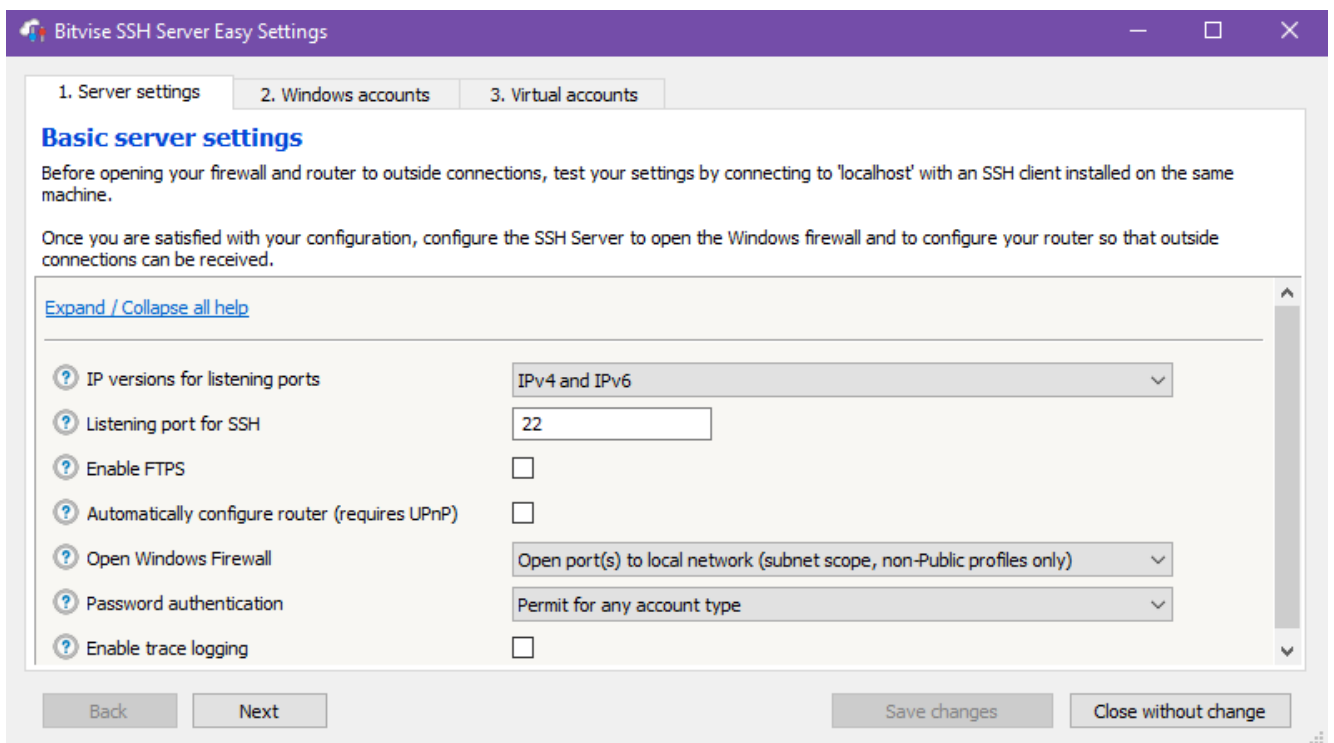 Bitvise SSH Server Easy Settings
1. Server settings
2. Windows accounts
3. Virtual accounts
Basic server settings
Before opening your firewall and router to outside connections, test your settings by connecting to 'localhost' with an SSH client installed on the same
machine.
Once you are satisfied with your configuration, configure the SSH Server to open the Windows firewall and to configure your router so that outside
connections can be received.
Expand / Collapse all help
IP versions for listening ports
IPv4 and IPv6
Listening port for SSH
22
Enable FTPS
Automatically configure router (requires UPnP)
Open Windows Firewall
Open port(s) to local network (subnet scope, non-Public profiles only)
Password authentication
Permit for any account type
Enable trace logging
Back
Next
Save changes
Close without change